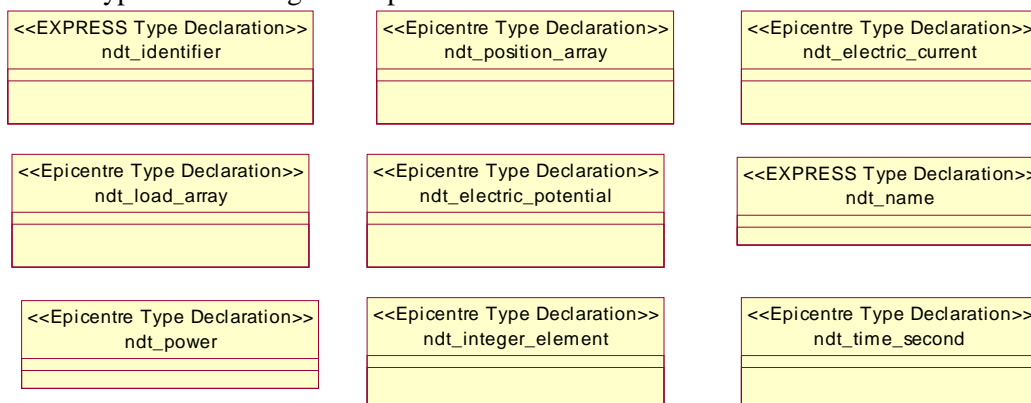 <<EXPRESS Type Declaration>>
ndt_identifier
<<Epicentre Type Declaration>>
ndt_position_array
<<Epicentre Type Declaration>>
ndt_electric_current
<<Epicentre Type Declaration>>
ndt_load_array
<<Epicentre Type Declaration>>
ndt_electric_potential
<<EXPRESS Type Declaration>>
ndt_name
<<Epicentre Type Declaration>>
ndt_power
<<Epicentre Type Declaration>>
ndt_integer_element
<<Epicentre Type Declaration>>
ndt_time_second